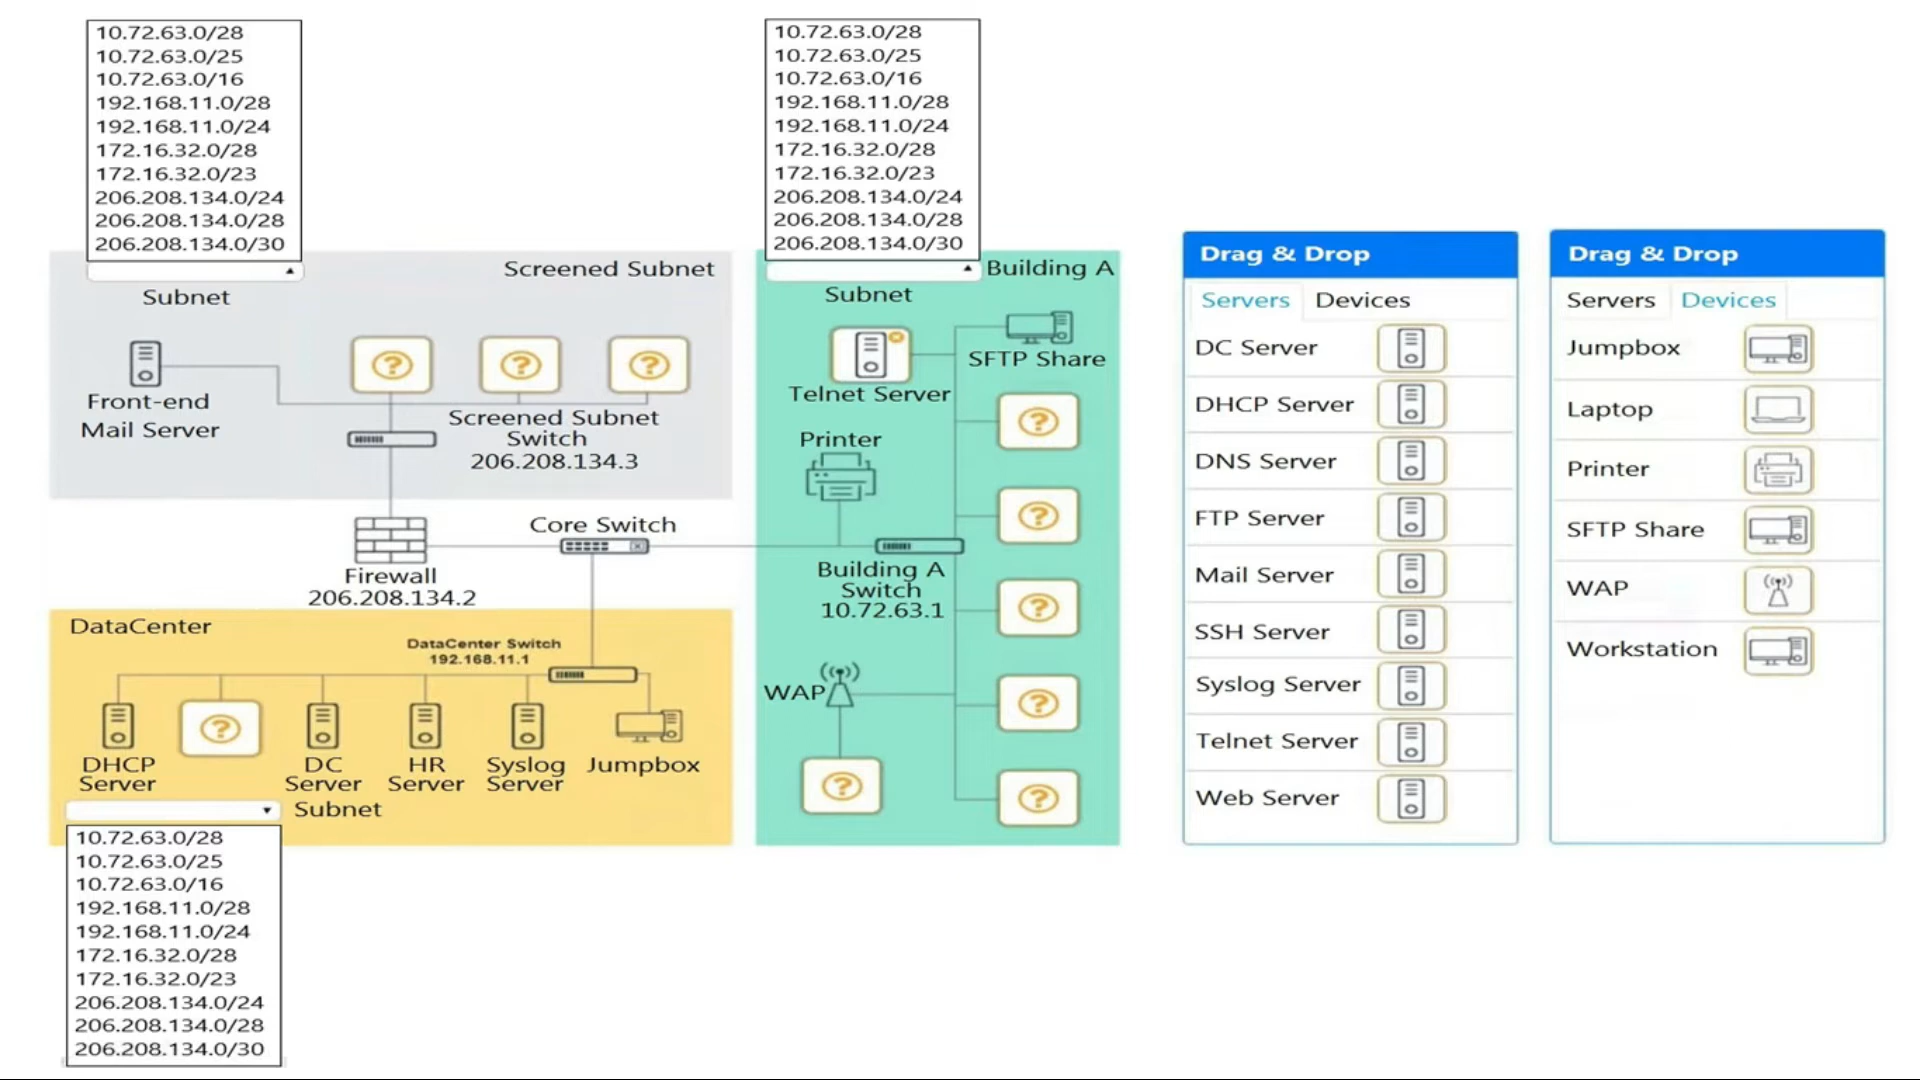 10.72.63.0/28
10.72.63.0/25
10.72.63.0/16
192.168.11.0/28
192.168.11.0/24
172.16.32.0/28
172.16.32.0/23
206.208.134.0/24
206.208.134.0/28
206.208.134.0/30
Subnet
Screened Subnet
Front-end
Mail Server
?
?
?
Screened Subnet
Switch
206.208.134.3
Firewall
206.208.134.2
Core Switch
10.72.63.0/28
10.72.63.0/25
10.72.63.0/16
192.168.11.0/28
192.168.11.0/24
172.16.32.0/28
172.16.32.0/23
206.208.134.0/24
206.208.134.0/28
206.208.134.0/30
Building A
Subnet
Telnet Server
SFTP Share
Printer
?
?
Building A
Switch
10.72.63.1
?
WAP
?
?
?
DataCenter
DataCenter Switch
192.168.11.1
?
DHCP
Server
DC
Server
HR
Server
Syslog
Server
Jumpbox
Subnet
10.72.63.0/28
10.72.63.0/25
10.72.63.0/16
192.168.11.0/28
192.168.11.0/24
172.16.32.0/28
172.16.32.0/23
206.208.134.0/24
206.208.134.0/28
206.208.134.0/30
Drag & Drop
Servers Devices
DC Server
DHCP Server
DNS Server
FTP Server
Mail Server
SSH Server
Syslog Server
Telnet Server
Web Server
Drag & Drop
Servers Devices
Jumpbox
Laptop
Printer
SFTP Share
WAP
Workstation